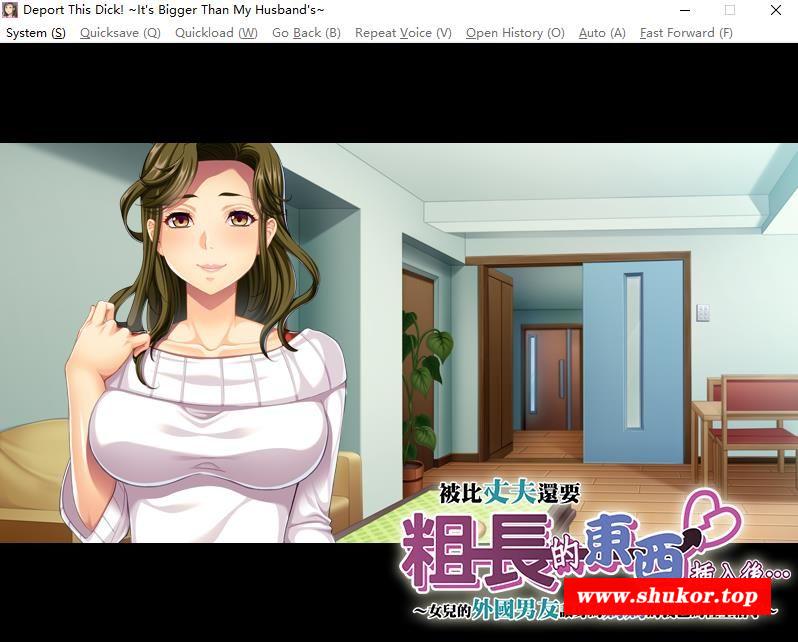 Deport This Dick! ~It's Bigger Than My Husband's~
System (S) Quicksave (Q) Quickload (W) Go Back (B) Repeat Voice (V) Open History (O) Auto (A) Fast Forward (F)
被比丈夫還要
粗長的東西插入後…
www.shukor.top
～女兒的外國男友